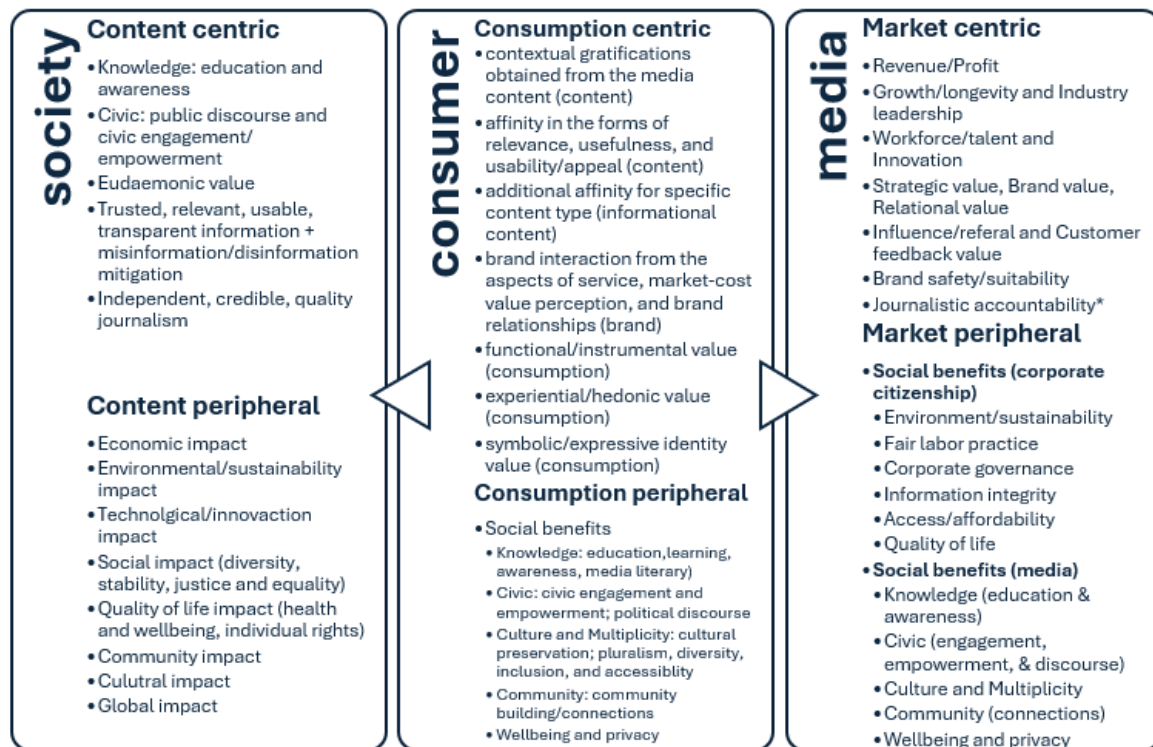 society
Content centric
•Knowledge: education and
awareness
•Civic: public discourse and
civic engagement/
empowerment
•Eudaemonic value
•Trusted, relevant, usable,
transparent information +
misinformation/disinformation
mitigation
•Independent, credible, quality
journalism
Content peripheral
•Economic impact
•Environmental/sustainability
impact
•Technolgical/innovaction
impact
•Social impact (diversity,
stability, justice and equality)
•Quality of life impact (health
and wellbeing, individual rights)
•Community impact
•Culutral impact
•Global impact
consumer
Consumption centric
•contextual gratifications
obtained from the media
content (content)
•affinity in the forms of
relevance, usefulness, and
usability/appeal (content)
•additional affinity for specific
content type (informational
content)
•brand interaction from the
aspects of service, market-cost
value perception, and brand
relationships (brand)
•functional/instrumental value
(consumption)
•experiential/hedonic value
(consumption)
•symbolic/expressive identity
value (consumption)
Consumption peripheral
•Social benefits
•Knowledge: education,learning,
awareness, media literary)
•Civic: civic engagement and
empowerment; political discourse
•Culture and Multiplicity: cultural
preservation; pluralism, diversity,
inclusion, and accessiblity
•Community: community
building/connections
•Wellbeing and privacy
media
Market centric
•Revenue/Profit
•Growth/longevity and Industry
leadership
•Workforce/talent and
Innovation
•Strategic value, Brand value,
Relational value
•Influence/referal and Customer
feedback value
•Brand safety/suitability
•Journalistic accountability*
Market peripheral
•Social benefits (corporate
citizenship)
•Environment/sustainability
•Fair labor practice
•Corporate governance
•Information integrity
•Access/affordability
•Quality of life
•Social benefits (media)
•Knowledge (education &
awareness)
•Civic (engagement,
empowerment, & discourse)
•Culture and Multiplicity
•Community (connections)
•Wellbeing and privacy